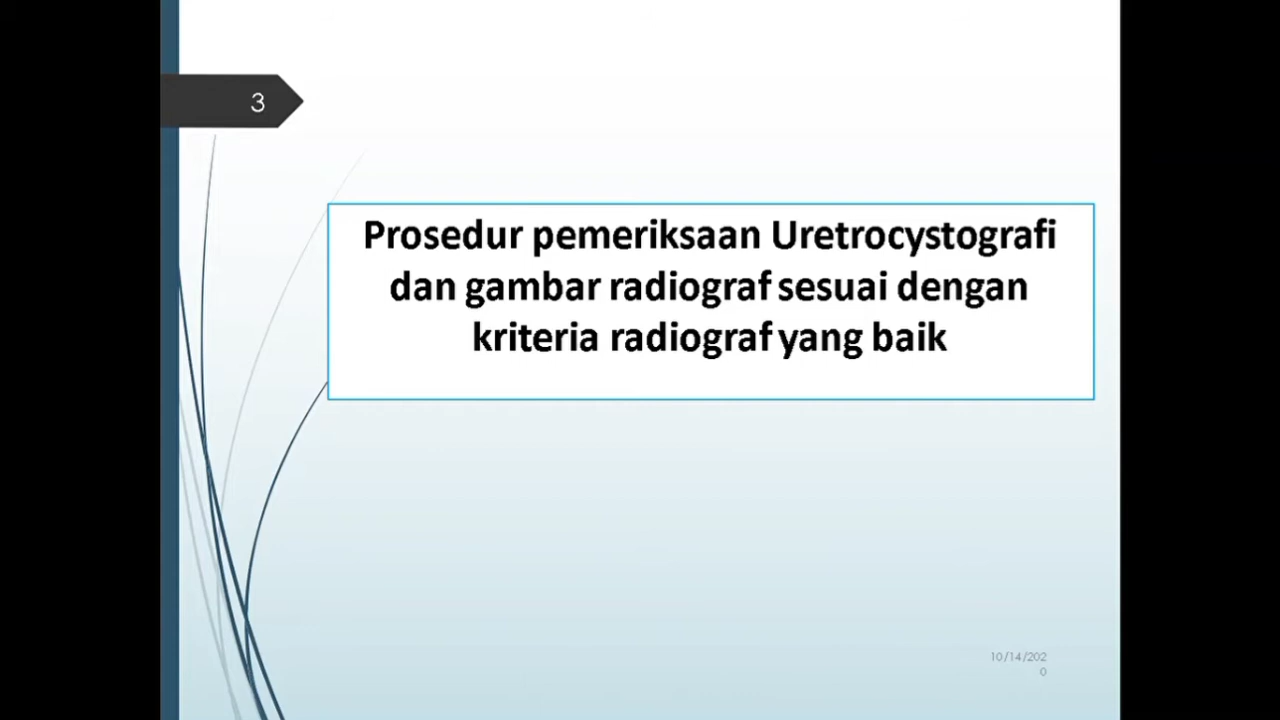 3
Prosedur pemeriksaan Uretrocystografi
dan gambar radiograf sesuai dengan
kriteria radiograf yang baik
10/14/202
0